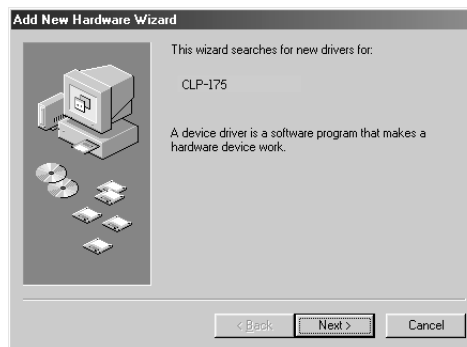 Add New Hardware Wizard
This wizard searches for new drivers for:
CLP-175
A device driver is a software program that makes a
hardware device work.
< Back
Next >
Cancel